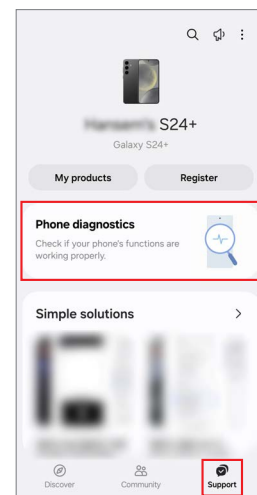 S24+
Galaxy S24+
My products
Register
Phone diagnostics
Check if your phone's functions are
working properly.
Simple solutions
Discover
Community
Support